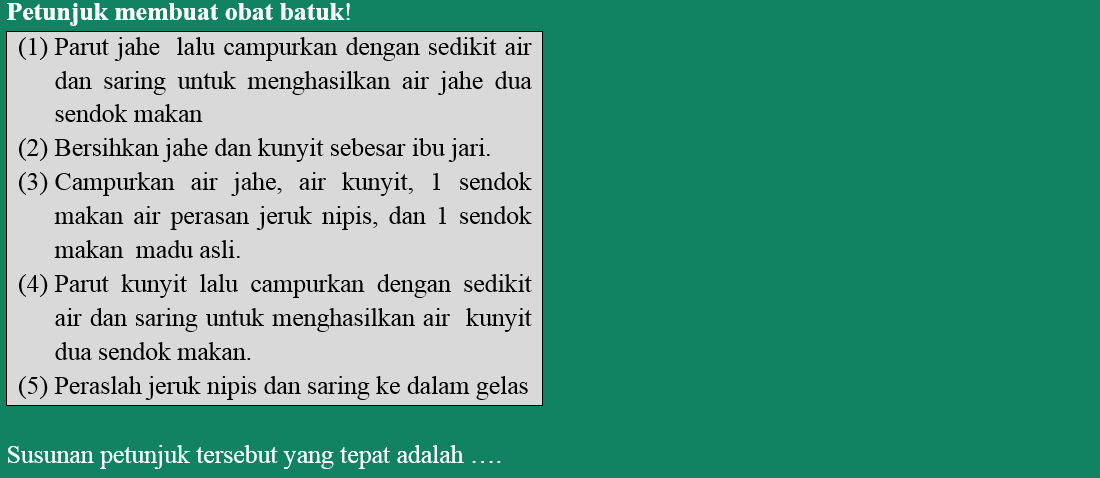 Petunjuk membuat obat batuk!
(1) Parut jahe lalu campurkan dengan sedikit air
dan saring untuk menghasilkan air jahe dua
sendok makan
(2) Bersihkan jahe dan kunyit sebesar ibu jari.
(3) Campurkan air jahe, air kunyit, 1 sendok
makan air perasan jeruk nipis, dan 1 sendok
makan madu asli.
(4) Parut kunyit lalu campurkan dengan sedikit
air dan saring untuk menghasilkan air kunyit
dua sendok makan.
(5) Peraslah jeruk nipis dan saring ke dalam gelas
Susunan petunjuk tersebut yang tepat adalah ….